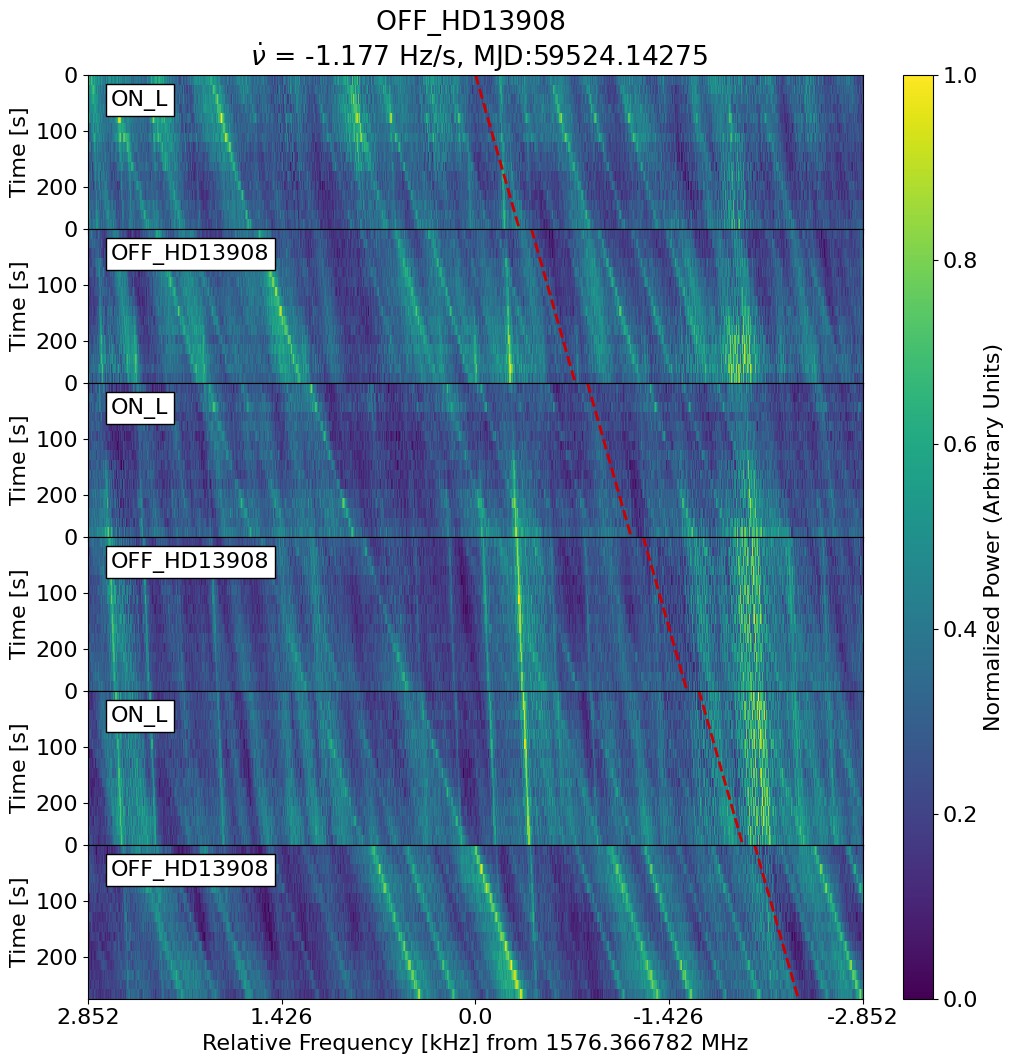 OFF_HD13908
ν̇ = -1.177 Hz/s, MJD:59524.14275
0
100
200
Time [s]
ON_L
0
100
200
Time [s]
OFF_HD13908
0
100
200
Time [s]
ON_L
0
100
200
Time [s]
OFF_HD13908
0
100
200
Time [s]
ON_L
0
100
200
Time [s]
OFF_HD13908
2.852 1.426 0.0 -1.426 -2.852
Relative Frequency [kHz] from 1576.366782 MHz
1.0
0.8
0.6
0.4
0.2
0.0
Normalized Power (Arbitrary Units)